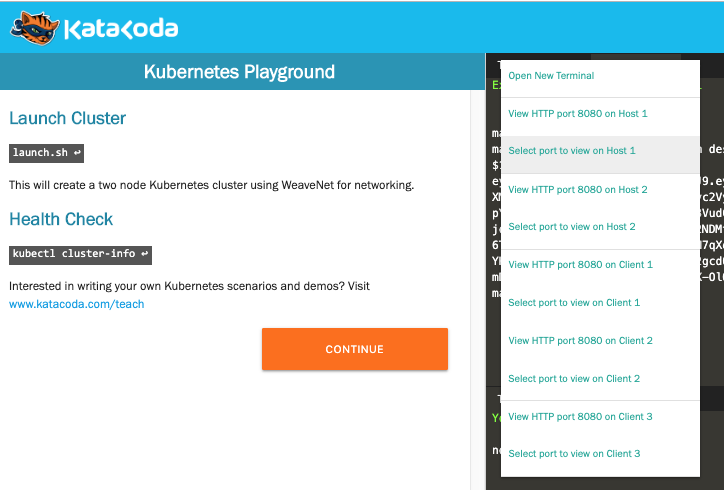 KataKoda
Kubernetes Playground
Launch Cluster
launch.sh ↩
This will create a two node Kubernetes cluster using WeaveNet for networking.
Health Check
kubectl cluster-info ↩
Interested in writing your own Kubernetes scenarios and demos? Visit
www.katacoda.com/teach
CONTINUE
Open New Terminal
View HTTP port 8080 on Host 1
Select port to view on Host 1
View HTTP port 8080 on Host 2
Select port to view on Host 2
View HTTP port 8080 on Client 1
Select port to view on Client 1
View HTTP port 8080 on Client 2
Select port to view on Client 2
View HTTP port 8080 on Client 3
Select port to view on Client 3